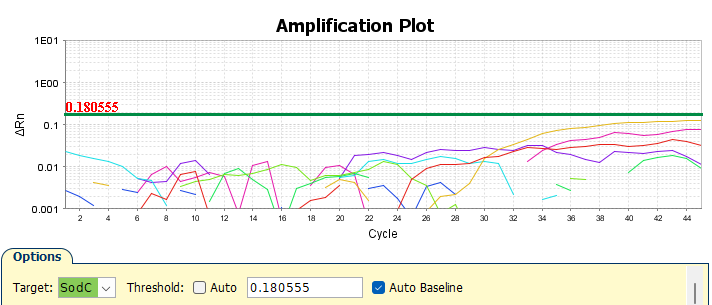 Amplification Plot
1E01
1E00
0.180555
0.1
0.01
0.001
ΔRn
2 4 6 8 10 12 14 16 18 20 22 24 26 28 30 32 34 36 38 40 42 44
Cycle
Options
Target: SodC Threshold: Auto 0.180555 Auto Baseline